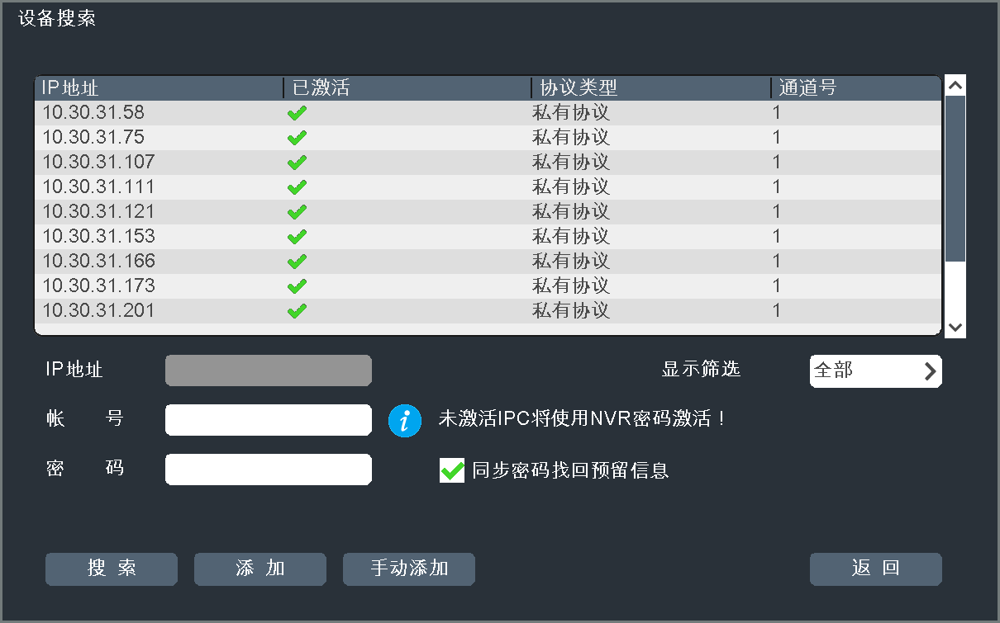 设备搜索
IP地址 已激活 协议类型 通道号
10.30.31.58 私有协议 1
10.30.31.75 私有协议 1
10.30.31.107 私有协议 1
10.30.31.111 私有协议 1
10.30.31.121 私有协议 1
10.30.31.153 私有协议 1
10.30.31.166 私有协议 1
10.30.31.173 私有协议 1
10.30.31.201 私有协议 1
IP地址 显示筛选 全部
帐 号 i 未激活IPC将使用NVR密码激活！
密 码 同步密码找回预留信息
搜 索 添 加 手动添加 返 回